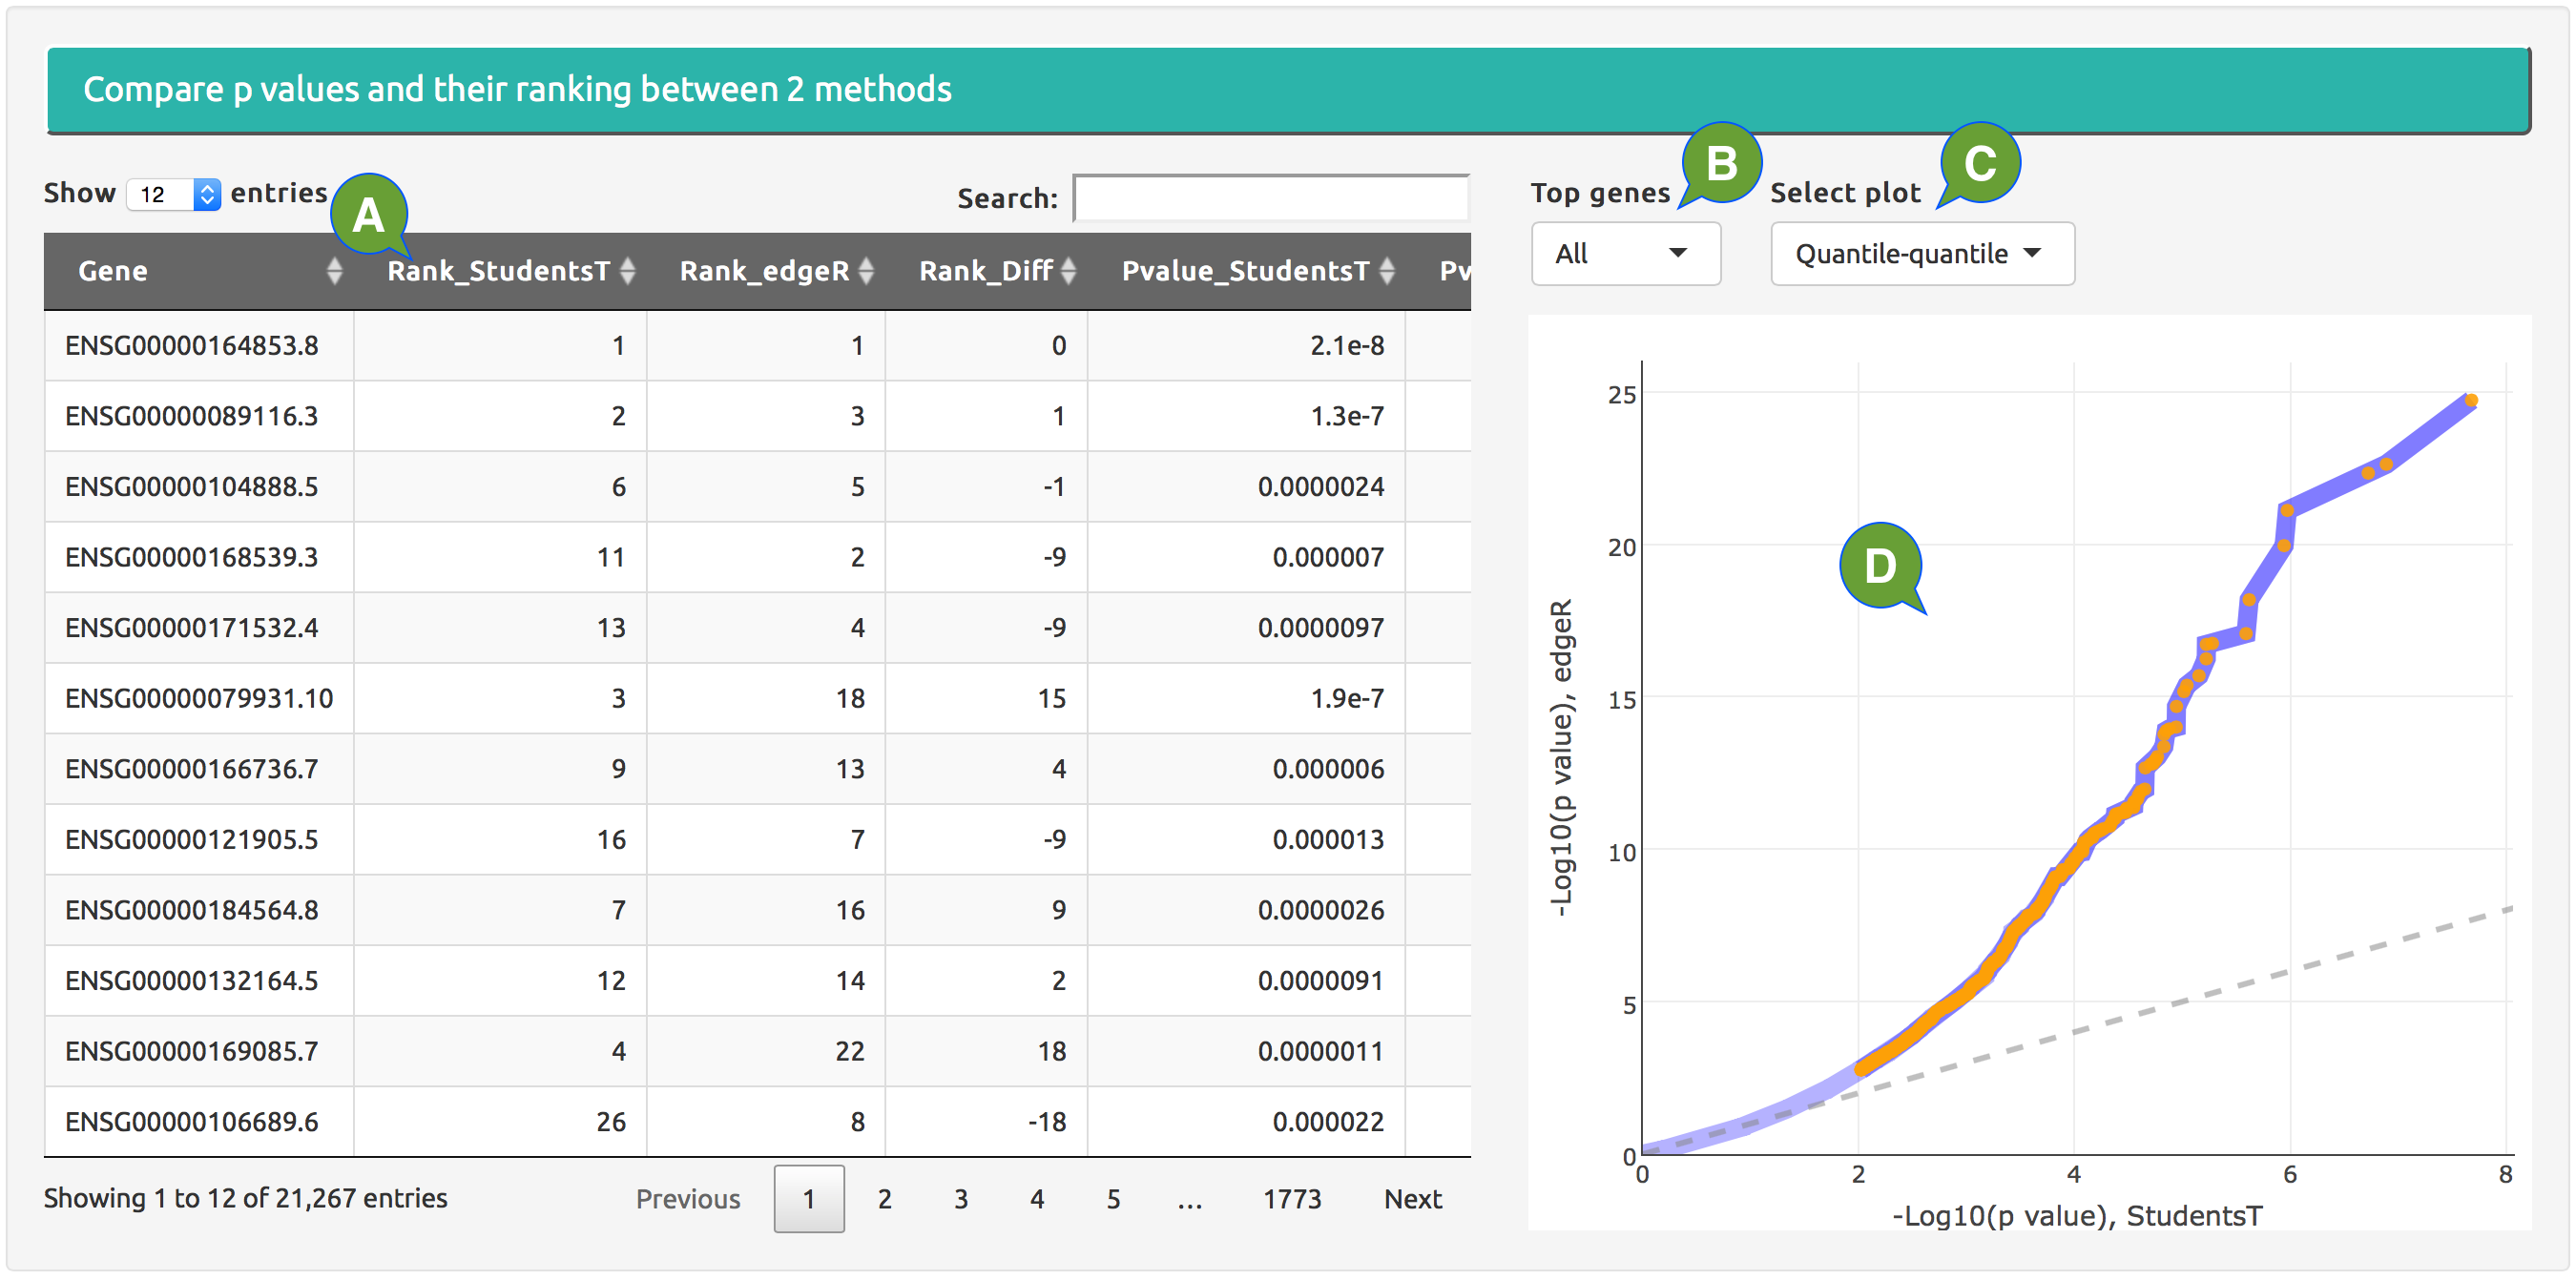 Compare p values and their ranking between 2 methods
Show 12 entries
A
Search:
Top genes
B
Select plot
C
All
Quantile-quantile
Gene Rank_StudentsT Rank_edgeR Rank_Diff Pvalue_StudentsT Pv
ENSG00000164853.8 1 1 0 2.1e-8
ENSG00000089116.3 2 3 1 1.3e-7
ENSG00000104888.5 6 5 -1 0.0000024
ENSG00000168539.3 11 2 -9 0.000007
ENSG00000171532.4 13 4 -9 0.0000097
ENSG00000079931.10 3 18 15 1.9e-7
ENSG00000166736.7 9 13 4 0.000006
ENSG00000121905.5 16 7 -9 0.000013
ENSG00000184564.8 7 16 9 0.0000026
ENSG00000132164.5 12 14 2 0.0000091
ENSG00000169085.7 4 22 18 0.0000011
ENSG00000106689.6 26 8 -18 0.000022
Showing 1 to 12 of 21,267 entries
Previous 1 2 3 4 5 ... 1773 Next
D
-Log10(p value), edgeR
25
20
15
10
5
0
0 2 4 6 8
-Log10(p value), StudentsT